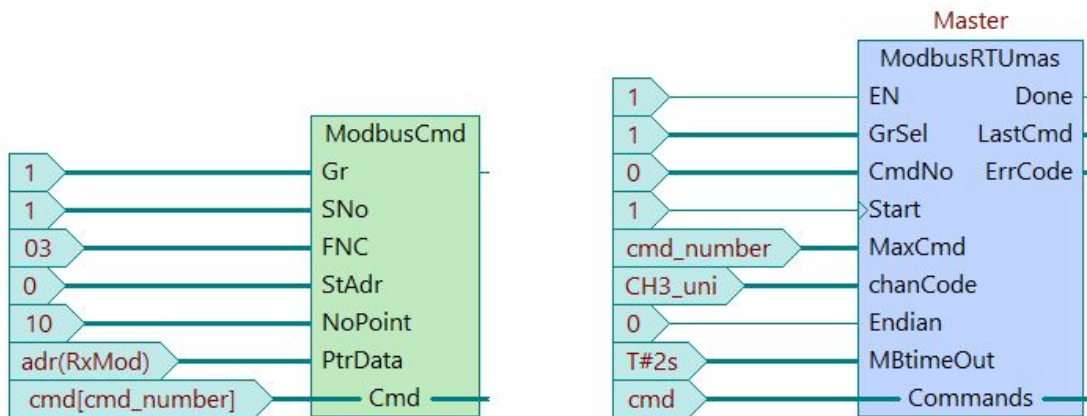 ModbusCmd
1 Gr
1 SNo
03 FNC
0 StAdr
10 NoPoint
adr(RxMod) PtrData
cmd[cmd_number] Cmd
Master
ModbusRTUmas
1 EN Done
1 GrSel LastCmd
0 CmdNo ErrCode
1 Start
cmd_number MaxCmd
CH3_uni chanCode
0 Endian
T#2s MBtimeOut
cmd Commands